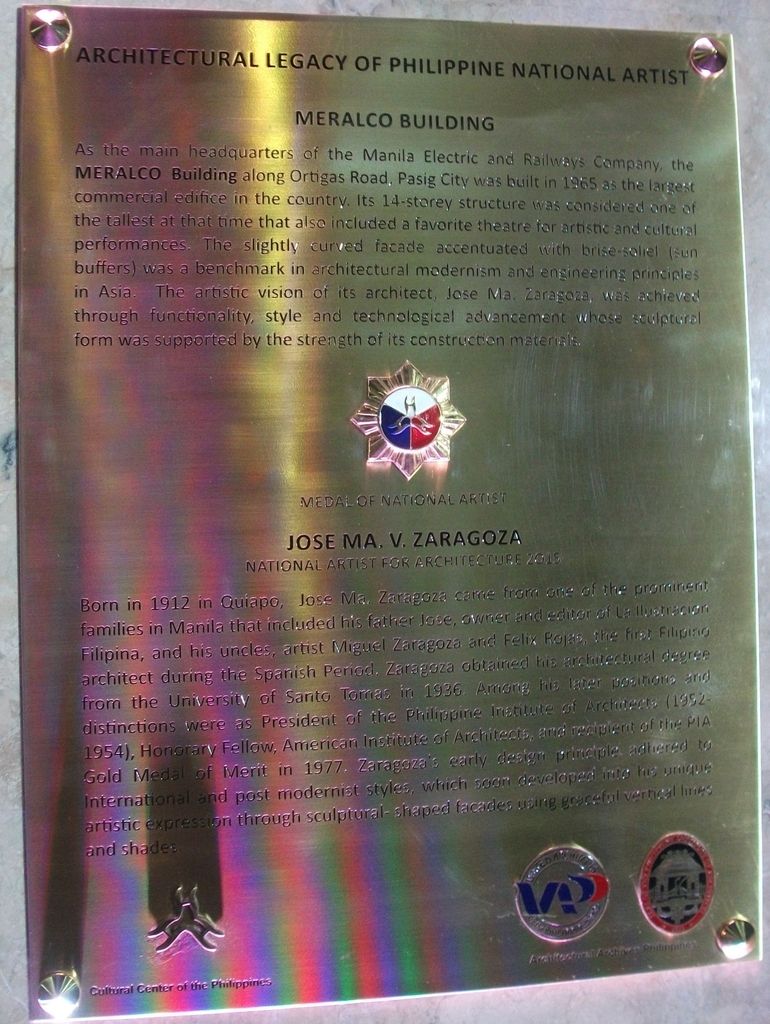 ARCHITECTURAL LEGACY OF PHILIPPINE NATIONAL ARTIST
MERALCO BUILDING
As the main headquarters of the Manila Electric and Railways Company, the
MERALCO Building along Ortigas Road, Pasig City was built in 1965 as the largest
commercial edifice in the country. Its 14-storey structure was considered one of
the tallest at that time that also included a favorite theatre for artistic and cultural
performances. The slightly curved facade accentuated with brise-soliel (sun
buffers) was a benchmark in architectural modernism and engineering principles
in Asia. The artistic vision of its architect, Jose Ma. Zaragoza, was achieved
through functionality, style and technological advancement whose sculptural
form was supported by the strength of its construction materials.
MEDAL OF NATIONAL ARTIST
JOSE MA. V. ZARAGOZA
NATIONAL ARTIST FOR ARCHITECTURE 2015
Born in 1912 in Quiapo, Jose Ma. Zaragoza came from one of the prominent
families in Manila that included his father Jose, owner and editor of La Ilustracion
Filipina, and his uncles, artist Miguel Zaragoza and Felix Rojas, the first Filipino
architect during the Spanish Period. Zaragoza obtained his architectural degree
from the University of Santo Tomas in 1936. Among his later positions and
distinctions were as President of the Philippine Institute of Architects (1952-
1954), Honorary Fellow, American Institute of Architects, and recipient of the PIA
Gold Medal of Merit in 1977. Zaragoza's early design principle adhered to
International and post modernist styles, which soon developed into his unique
artistic expression through sculptural- shaped facades using graceful vertical lines
and shades
UAP
Architectural Archives Philippines
Cultural Center of the Philippines